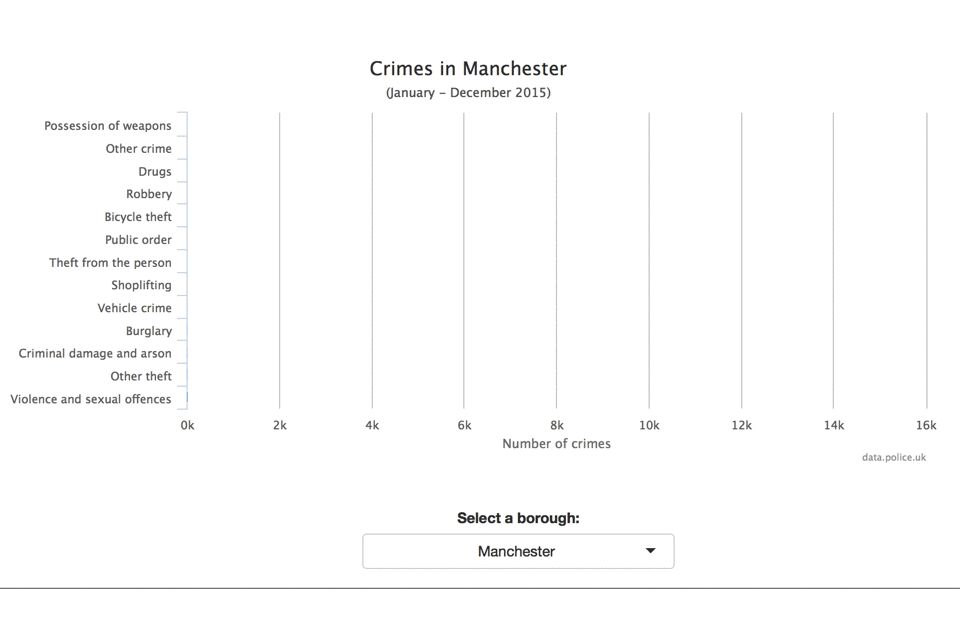 Crimes in Manchester
(January – December 2015)
Possession of weapons
Other crime
Drugs
Robbery
Bicycle theft
Public order
Theft from the person
Shoplifting
Vehicle crime
Burglary
Criminal damage and arson
Other theft
Violence and sexual offences
0k 2k 4k 6k 8k 10k 12k 14k 16k
Number of crimes
data.police.uk
Select a borough:
Manchester